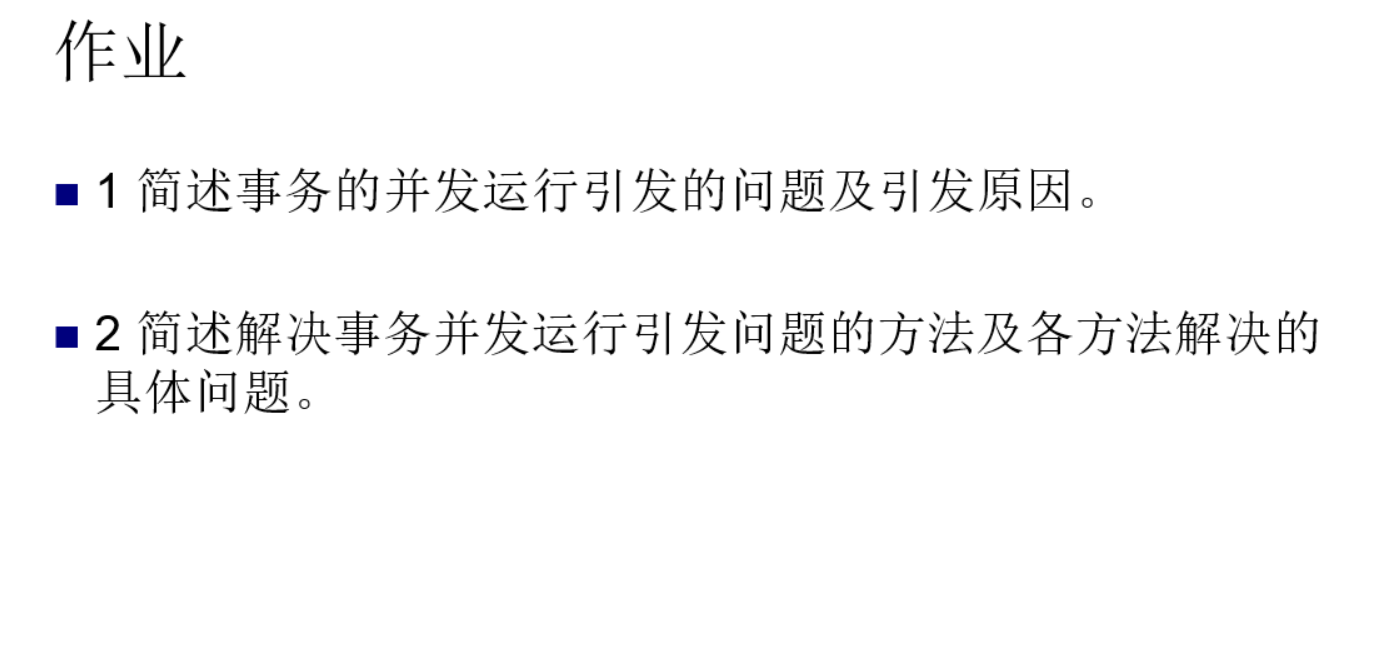 作业
■ 1 简述事务的并发运行引发的问题及引发原因。
■ 2 简述解决事务并发运行引发问题的方法及各方法解决的
具体问题。